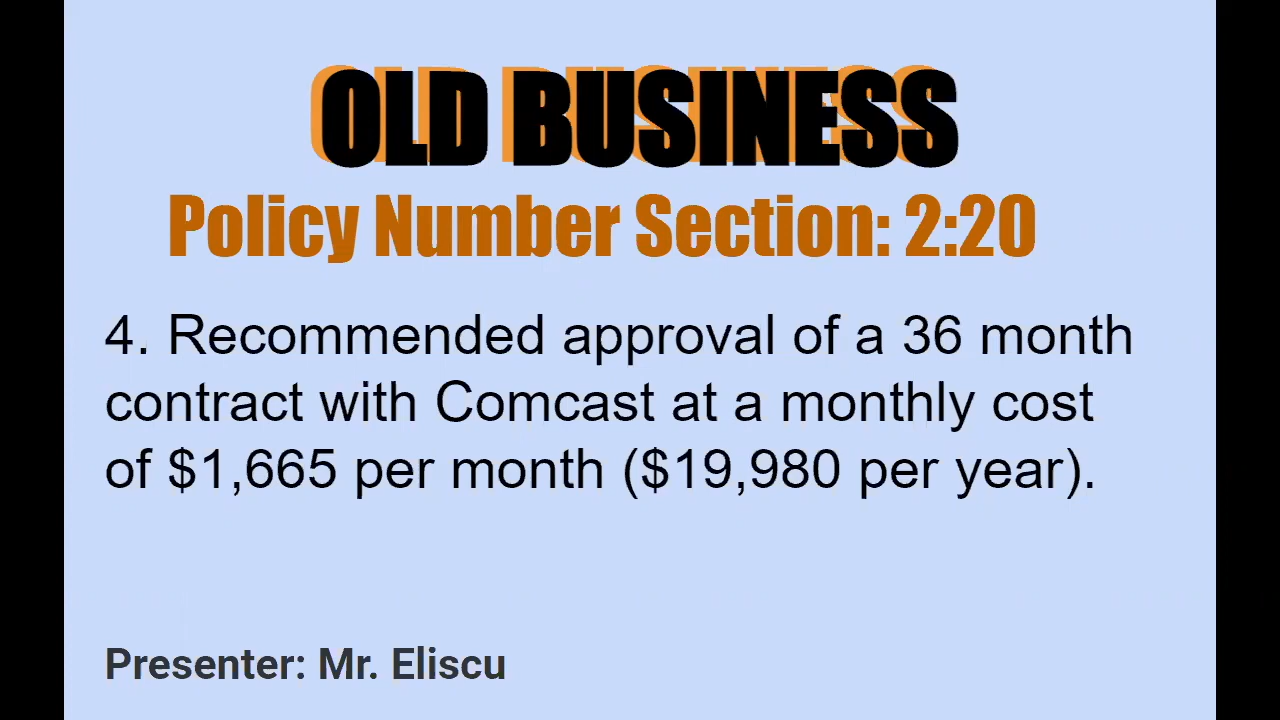 OLD BUSINESS
Policy Number Section: 2:20
4. Recommended approval of a 36 month
contract with Comcast at a monthly cost
of $1,665 per month ($19,980 per year).
Presenter: Mr. Eliscu